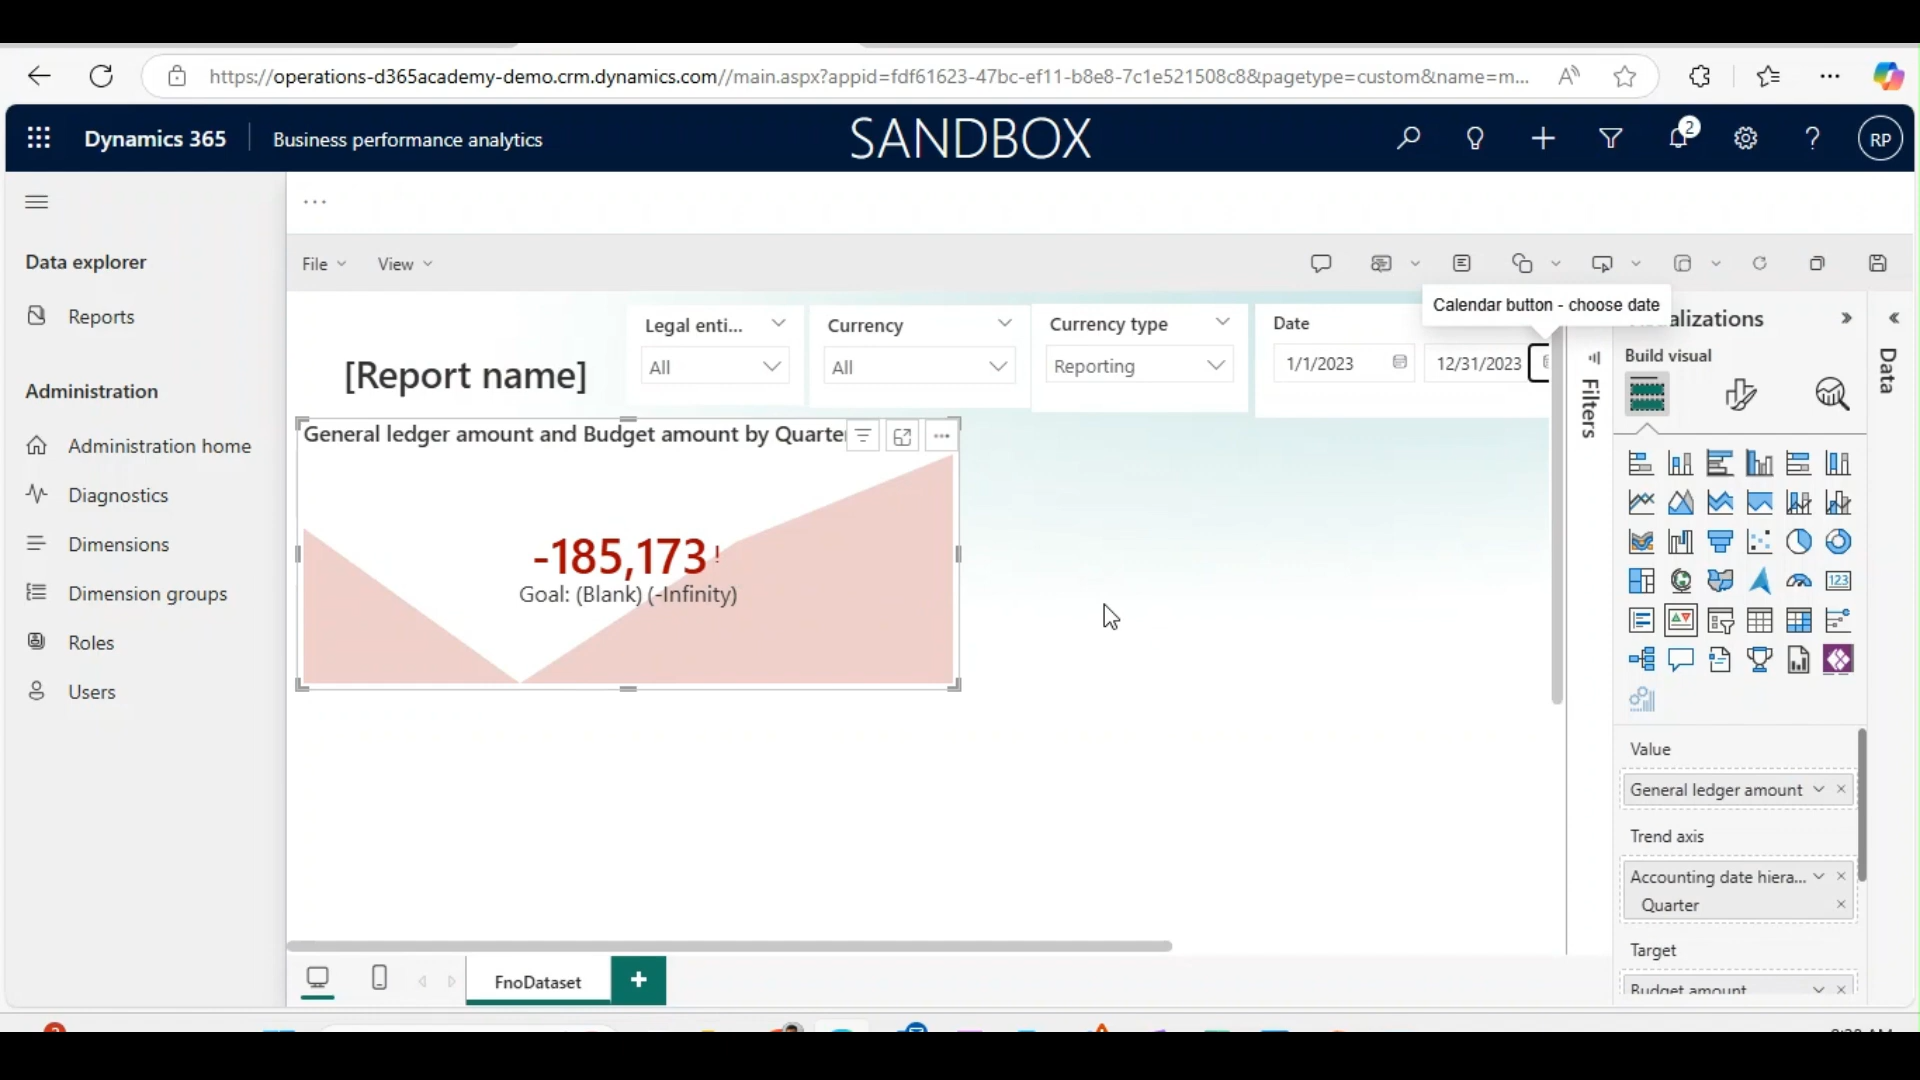 https://operations-d365academy-demo.crm.dynamics.com//main.aspx?appid=fdf61623-47bc-ef11-b8e8-7c1e521508c8&pagetype=custom&name=m...
Dynamics 365
Business performance analytics
SANDBOX
2
RP
...
Data explorer
Reports
Administration
Administration home
Diagnostics
Dimensions
Dimension groups
Roles
Users
File
View
Calendar button - choose date
[Report name]
Legal enti...
All
Currency
All
Currency type
Reporting
Date
1/1/2023
12/31/2023
General ledger amount and Budget amount by Quarte
-185,173!
Goal: (Blank) (-Infinity)
Filters
alizations
Build visual
123
Value
General ledger amount
Trend axis
Accounting date hiera...
Quarter
Target
Budget amount
Data
FnoDataset